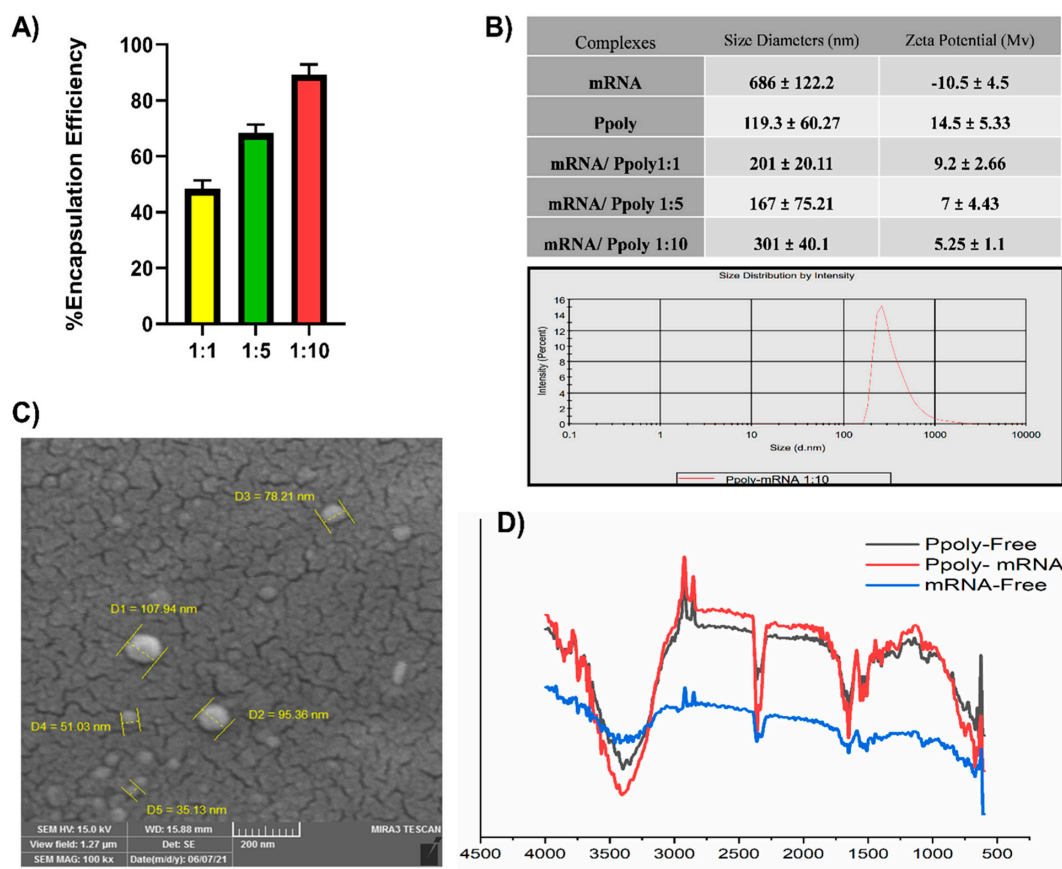 A)
%Encapsulation Efficiency
100
80
60
40
20
0
1:1 1:5 1:10
B)
Complexes Size Diameters (nm) Zeta Potential (Mv)
mRNA 686 ± 122.2 -10.5 ± 4.5
Ppoly 119.3 ± 60.27 14.5 ± 5.33
mRNA/ Ppoly1:1 201 ± 20.11 9.2 ± 2.66
mRNA/ Ppoly 1:5 167 ± 75.21 7 ± 4.43
mRNA/ Ppoly 1:10 301 ± 40.1 5.25 ± 1.1
Size Distribution by Intensity
Intensity (Percent)
16
14
12
10
8
6
4
2
0
0.1 1 10 100 1000 10000
Size (d.nm)
Ppoly-mRNA 1:10
C)
D3 = 78.21 nm
D1 = 107.94 nm
D4 = 51.03 nm
D2 = 95.36 nm
D5 = 35.13 nm
SEM HV: 15.0 kV WD: 15.88 mm MIRA3 TESCAN
View field: 1.27 µm Det: SE 200 nm
SEM MAG: 100 kx Date(m/d/y): 06/07/21
D)
Ppoly-Free
Ppoly- mRNA
mRNA-Free
4500 4000 3500 3000 2500 2000 1500 1000 500